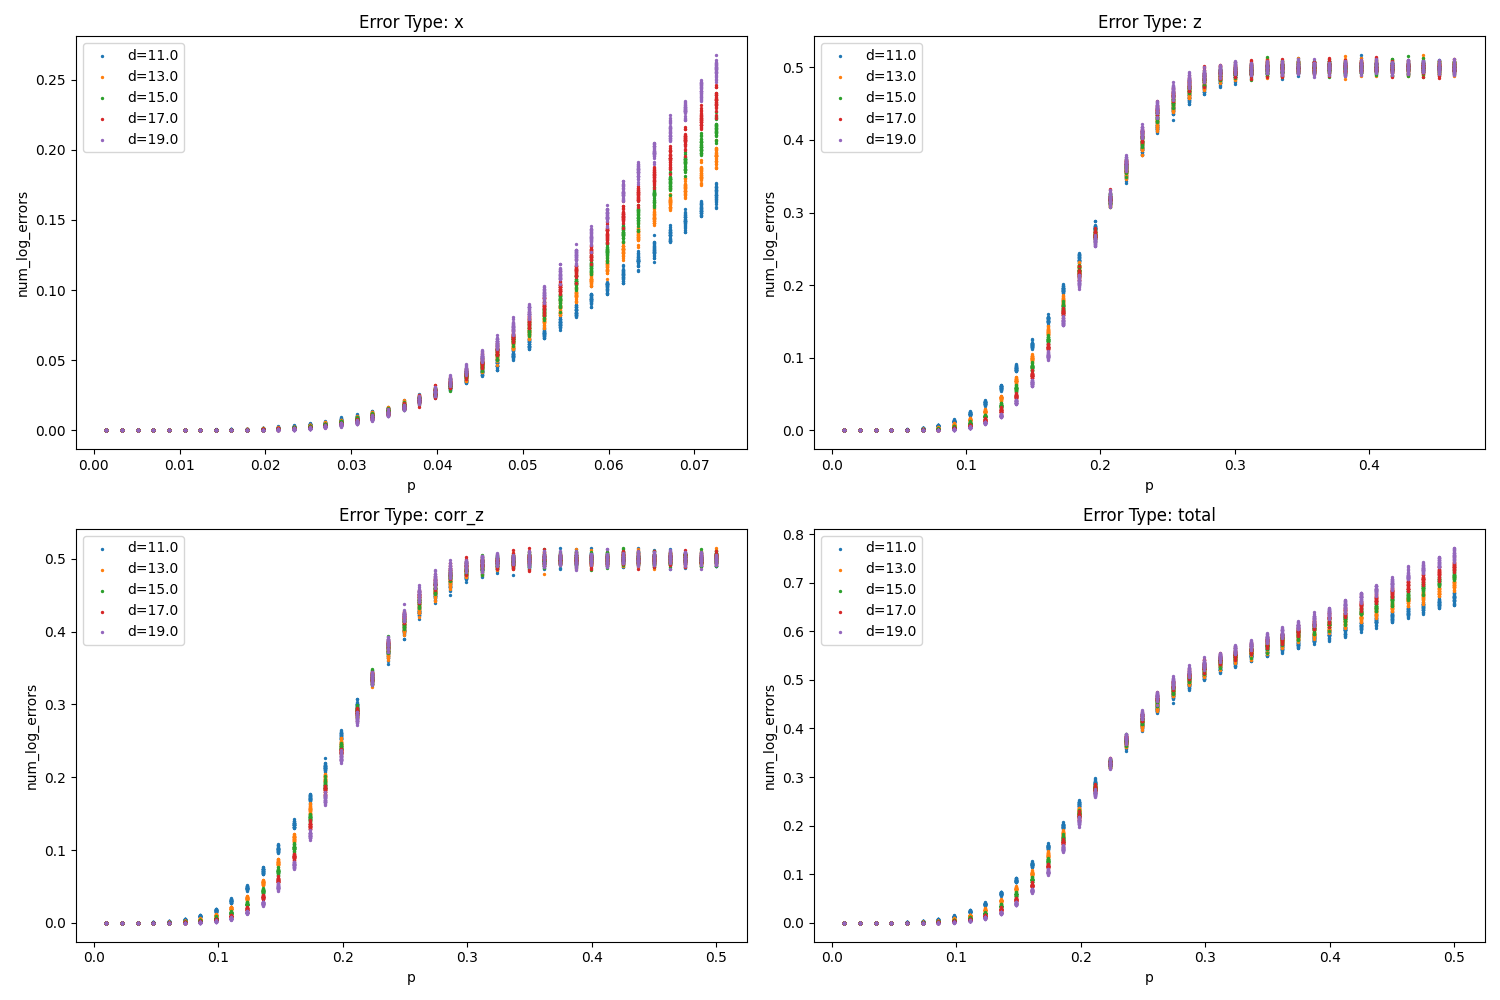 Error Type: x
num_log_errors
0.25
0.20
0.15
0.10
0.05
0.00
d=11.0
d=13.0
d=15.0
d=17.0
d=19.0
0.00 0.01 0.02 0.03 0.04 0.05 0.06 0.07
p
Error Type: z
num_log_errors
0.5
0.4
0.3
0.2
0.1
0.0
d=11.0
d=13.0
d=15.0
d=17.0
d=19.0
0.0 0.1 0.2 0.3 0.4
p
Error Type: corr_z
num_log_errors
0.5
0.4
0.3
0.2
0.1
0.0
d=11.0
d=13.0
d=15.0
d=17.0
d=19.0
0.0 0.1 0.2 0.3 0.4 0.5
p
Error Type: total
num_log_errors
0.8
0.7
0.6
0.5
0.4
0.3
0.2
0.1
0.0
d=11.0
d=13.0
d=15.0
d=17.0
d=19.0
0.0 0.1 0.2 0.3 0.4 0.5
p